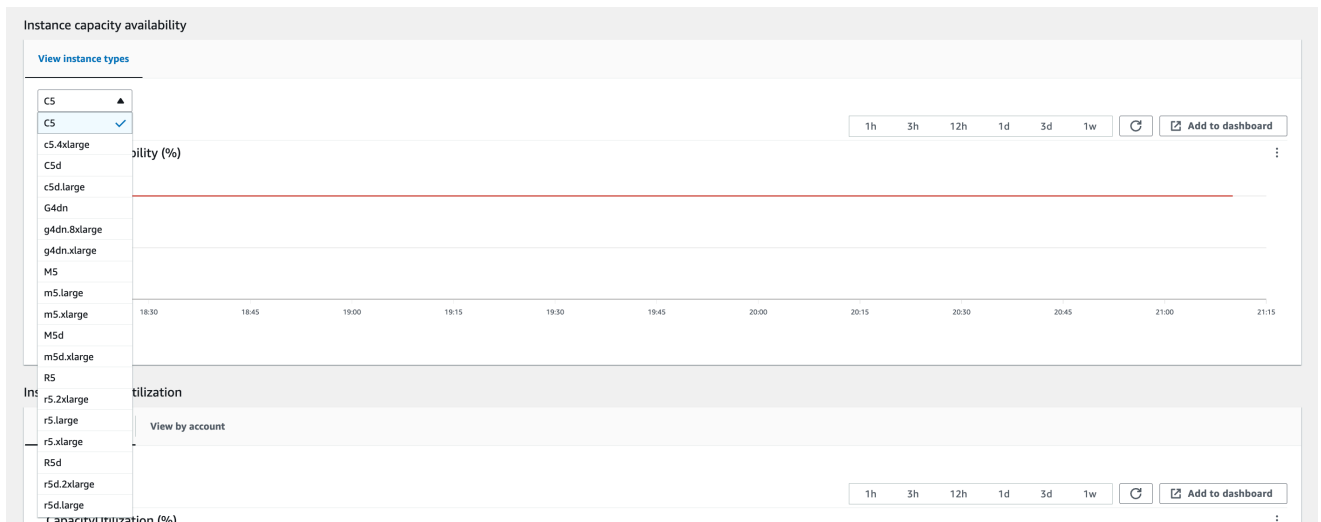 Instance capacity availability
View instance types
C5
C5
c5.4xlarge
C5d
c5d.large
G4dn
g4dn.8xlarge
g4dn.xlarge
M5
m5.large
m5.xlarge
M5d
m5d.xlarge
R5
r5.2xlarge
r5.large
r5.xlarge
R5d
r5d.2xlarge
r5d.large
1h 3h 12h 1d 3d 1w Add to dashboard
bility (%)
18:30 18:45 19:00 19:15 19:30 19:45 20:00 20:15 20:30 20:45 21:00 21:15
Ins tilization
View by account
1h 3h 12h 1d 3d 1w Add to dashboard
CapacityUtilization (%)